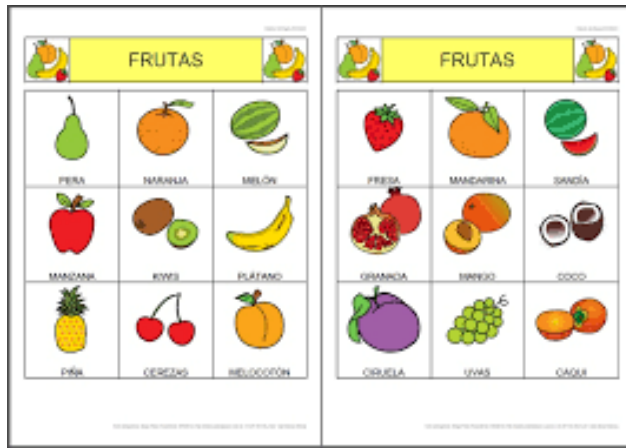 FRUTAS
PERA NARANJA MELÓN
MANZANA KIWIS PLÁTANO
PIÑA CEREZAS MELOCOTÓN
FRUTAS
FRESA MANDARINA SANDÍA
GRANADA MANGO COCO
CIRUELA UVAS CAQUI